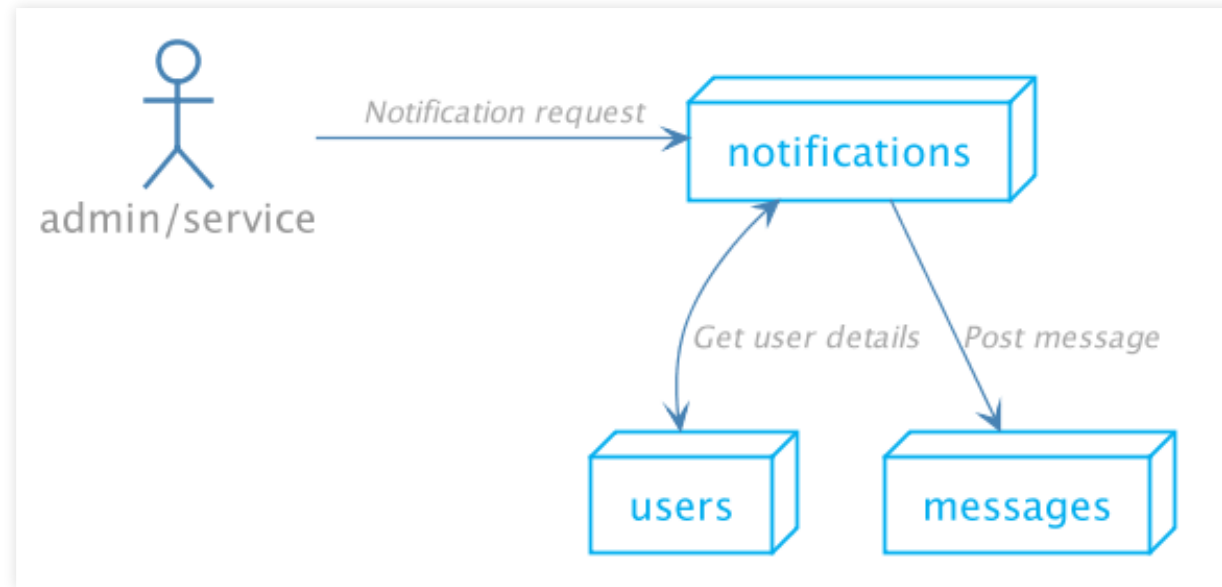 Notification request
notifications
admin/service
Get user details
Post message
users
messages